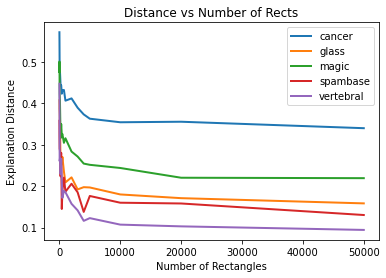 Distance vs Number of Rects
cancer
glass
magic
spambase
vertebral
Explanation Distance
0.5
0.4
0.3
0.2
0.1
0 10000 20000 30000 40000 50000
Number of Rectangles